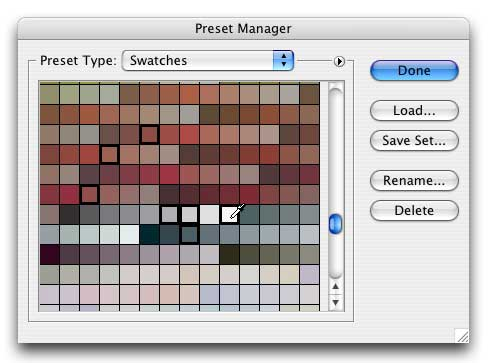 Preset Manager
Preset Type: Swatches
Done
Load...
Save Set...
Rename...
Delete